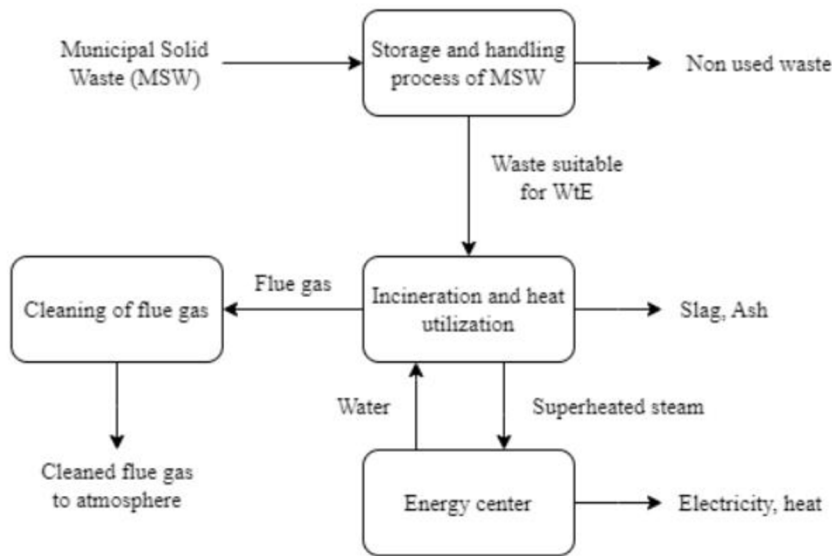 Municipal Solid
Waste (MSW)
Storage and handling
process of MSW
Non used waste
Waste suitable
for WtE
Cleaning of flue gas
Flue gas
Incineration and heat
utilization
Slag, Ash
Water
Superheated steam
Cleaned flue gas
to atmosphere
Energy center
Electricity, heat